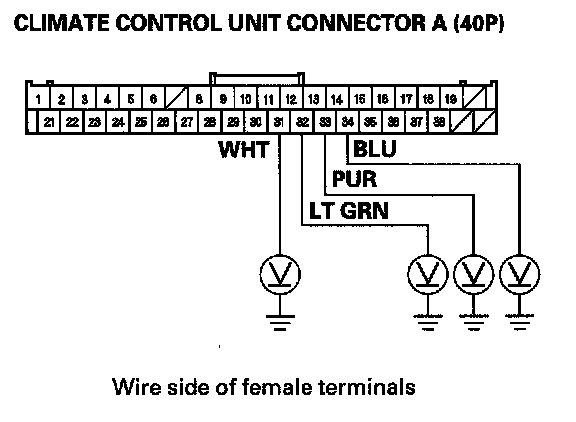 CLIMATE CONTROL UNIT CONNECTOR A (40P)
1 2 3 4 5 6 8 9 10 11 12 13 14 15 16 17 18 19
21 22 23 24 25 26 27 28 29 30 31 32 33 34 35 36 37 38
WHT BLU
PUR
LT GRN
V V V V
Wire side of female terminals